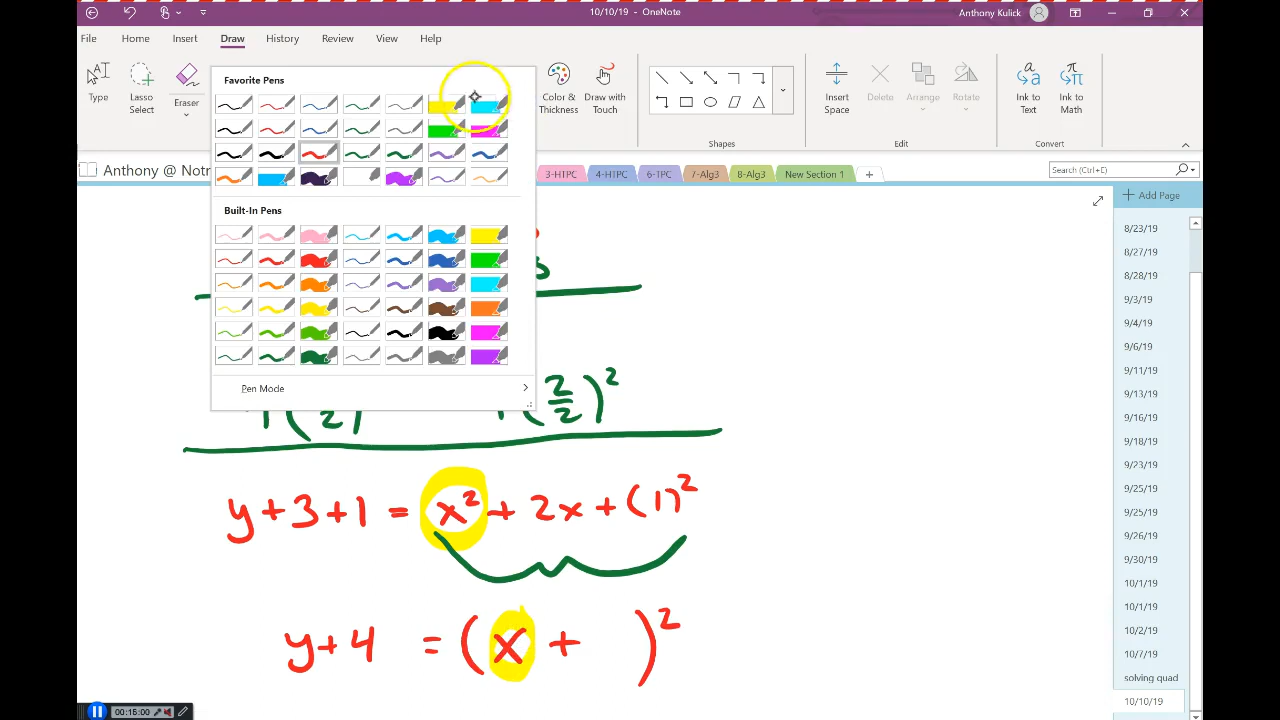 10/10/19 - OneNote
Anthony Kulick
File Home Insert Draw History Review View Help
Type
Lasso Select
Eraser
Favorite Pens
Built-In Pens
Pen Mode
Color & Thickness
Draw with Touch
Shapes
Insert Space
Delete
Arrange
Rotate
Edit
Ink to Text
Ink to Math
Convert
Anthony @ Notr
3-HTPC 4-HTPC 6-TPC 7-Alg3 8-Alg3 New Section 1
Search (Ctrl+E)
Add Page
8/23/19
8/27/19
8/28/19
9/3/19
9/4/19
9/6/19
9/11/19
9/13/19
9/16/19
9/18/19
9/23/19
9/25/19
9/25/19
9/26/19
9/30/19
10/1/19
10/1/19
10/2/19
10/7/19
solving quad
10/10/19
2) (2/2)²
y+3+1 = x² + 2x + (1)²
y+4 = (x + )²
00:15:00